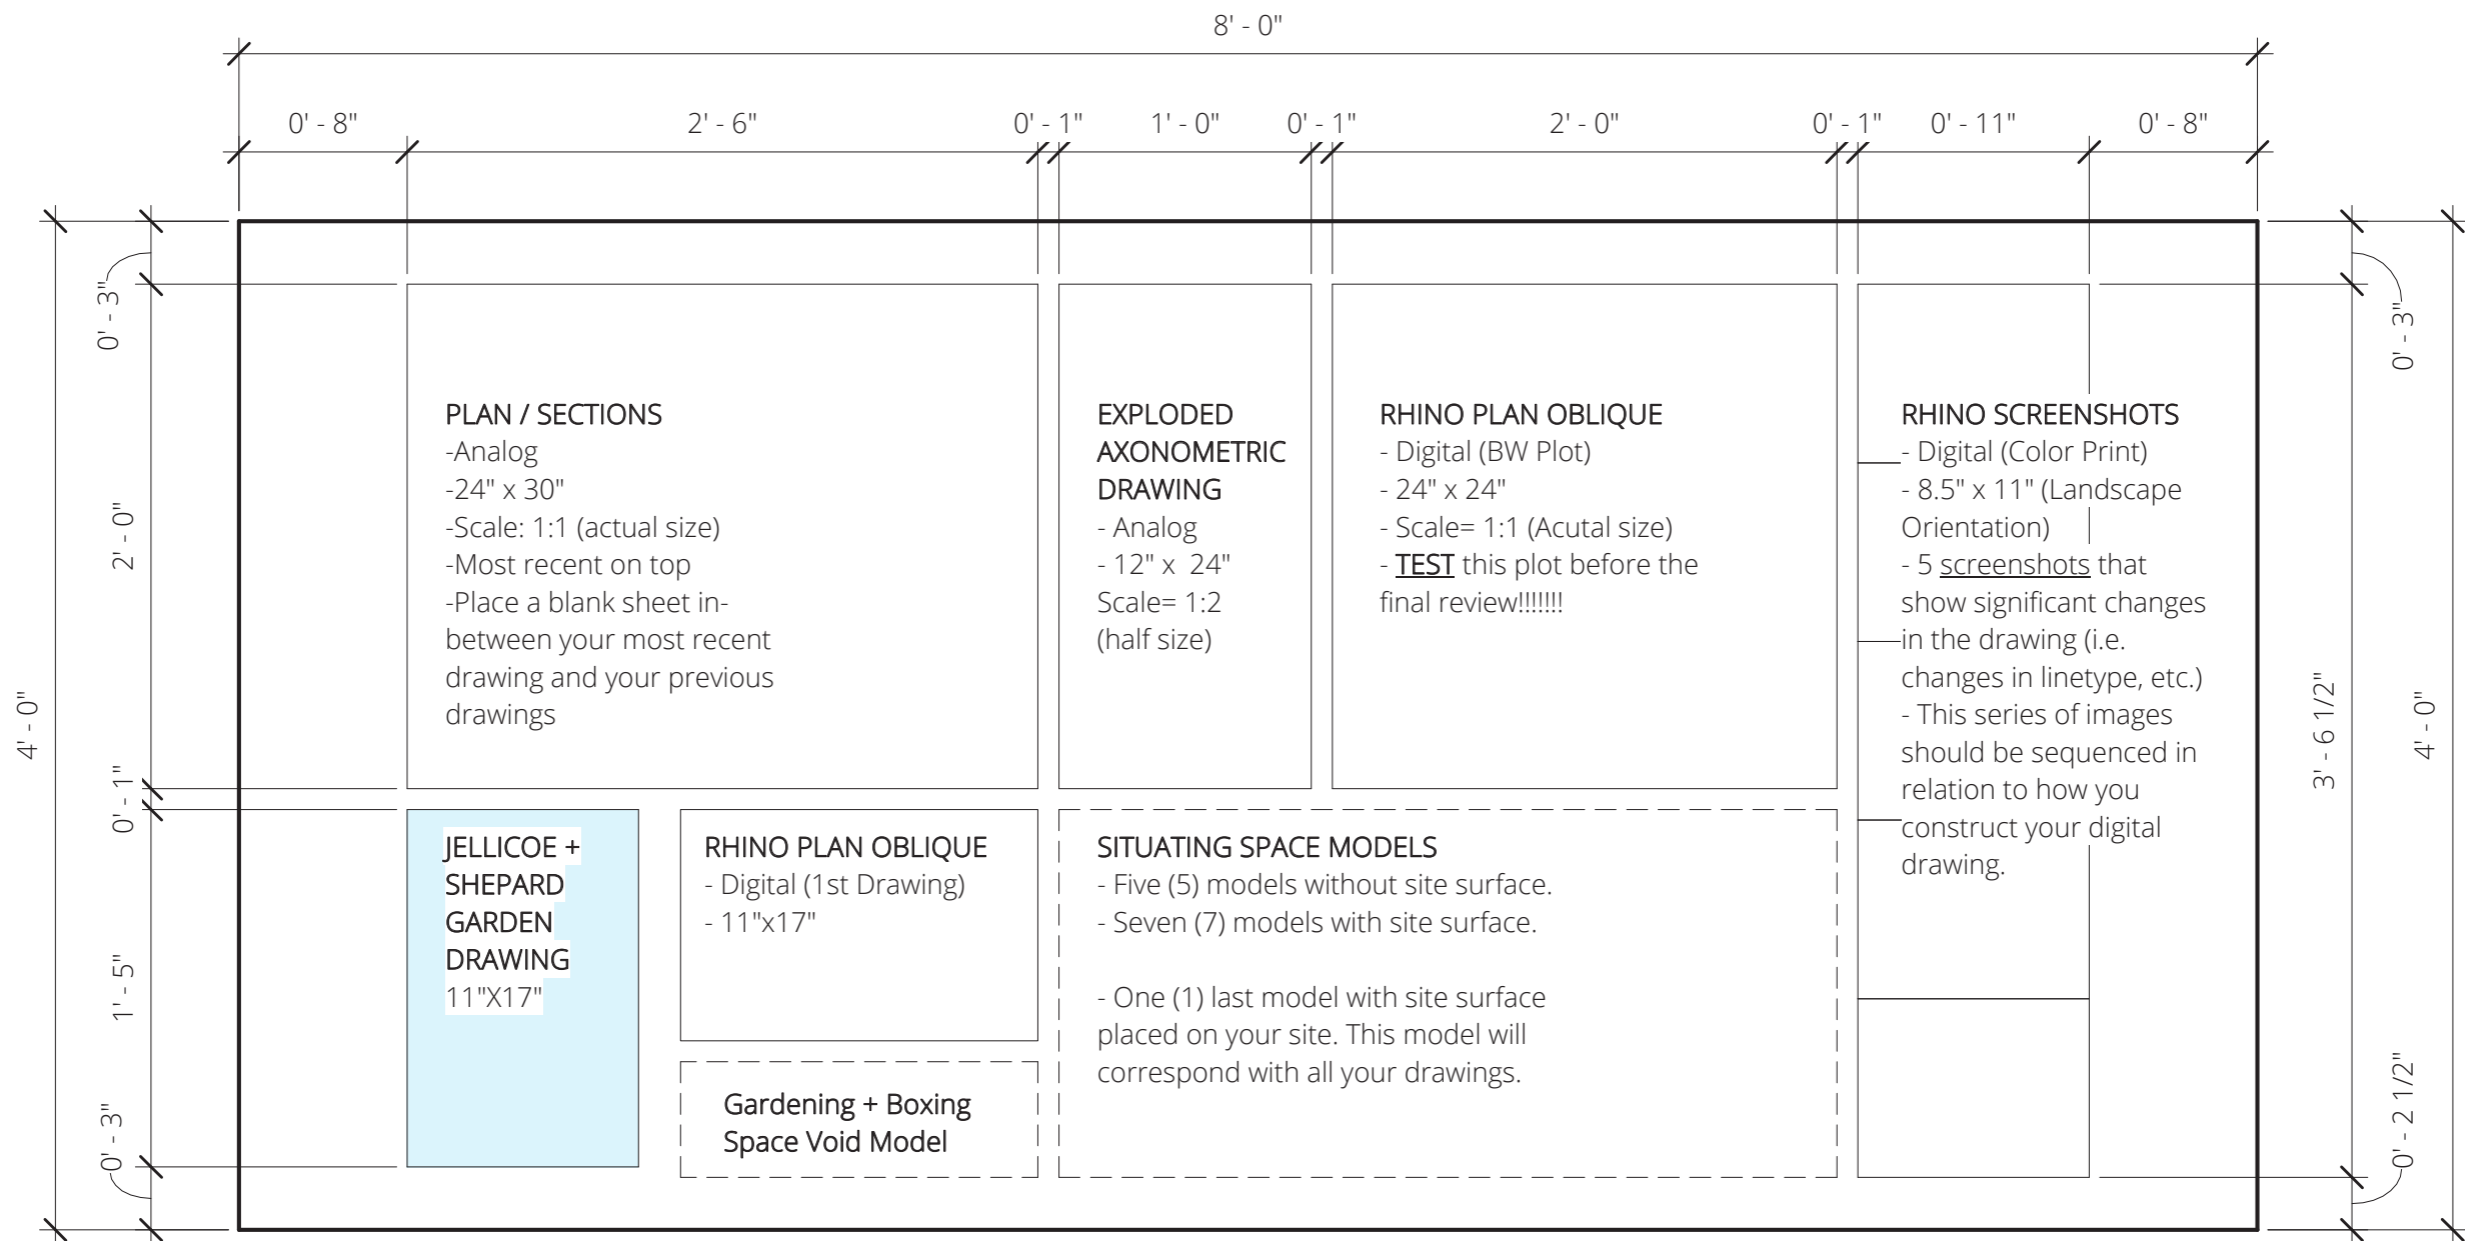 8' - 0"
0' - 8"
2' - 6"
0' - 1"
1' - 0"
0' - 1"
2' - 0"
0' - 1"
0' - 11"
0' - 8"
4' - 0"
0' - 3"
2' - 0"
0' - 1"
1' - 5"
0' - 3"
PLAN / SECTIONS
-Analog
-24" x 30"
-Scale: 1:1 (actual size)
-Most recent on top
-Place a blank sheet in-
between your most recent
drawing and your previous
drawings
EXPLODED
AXONOMETRIC
DRAWING
- Analog
- 12" x  24"
Scale= 1:2
(half size)
RHINO PLAN OBLIQUE
- Digital (BW Plot)
- 24" x 24"
- Scale= 1:1 (Acutal size)
- TEST this plot before the
final review!!!!!!!
RHINO SCREENSHOTS
- Digital (Color Print)
- 8.5" x 11" (Landscape
Orientation)
- 5 screenshots that
show significant changes
in the drawing (i.e.
changes in linetype, etc.)
- This series of images
should be sequenced in
relation to how you
construct your digital
drawing.
JELLICOE +
SHEPARD
GARDEN
DRAWING
11"X17"
RHINO PLAN OBLIQUE
- Digital (1st Drawing)
- 11"x17"
Gardening + Boxing
Space Void Model
SITUATING SPACE MODELS
- Five (5) models without site surface.
- Seven (7) models with site surface.
- One (1) last model with site surface
placed on your site. This model will
correspond with all your drawings.
0' - 3"
3' - 6 1/2"
0' - 2 1/2"
4' - 0"